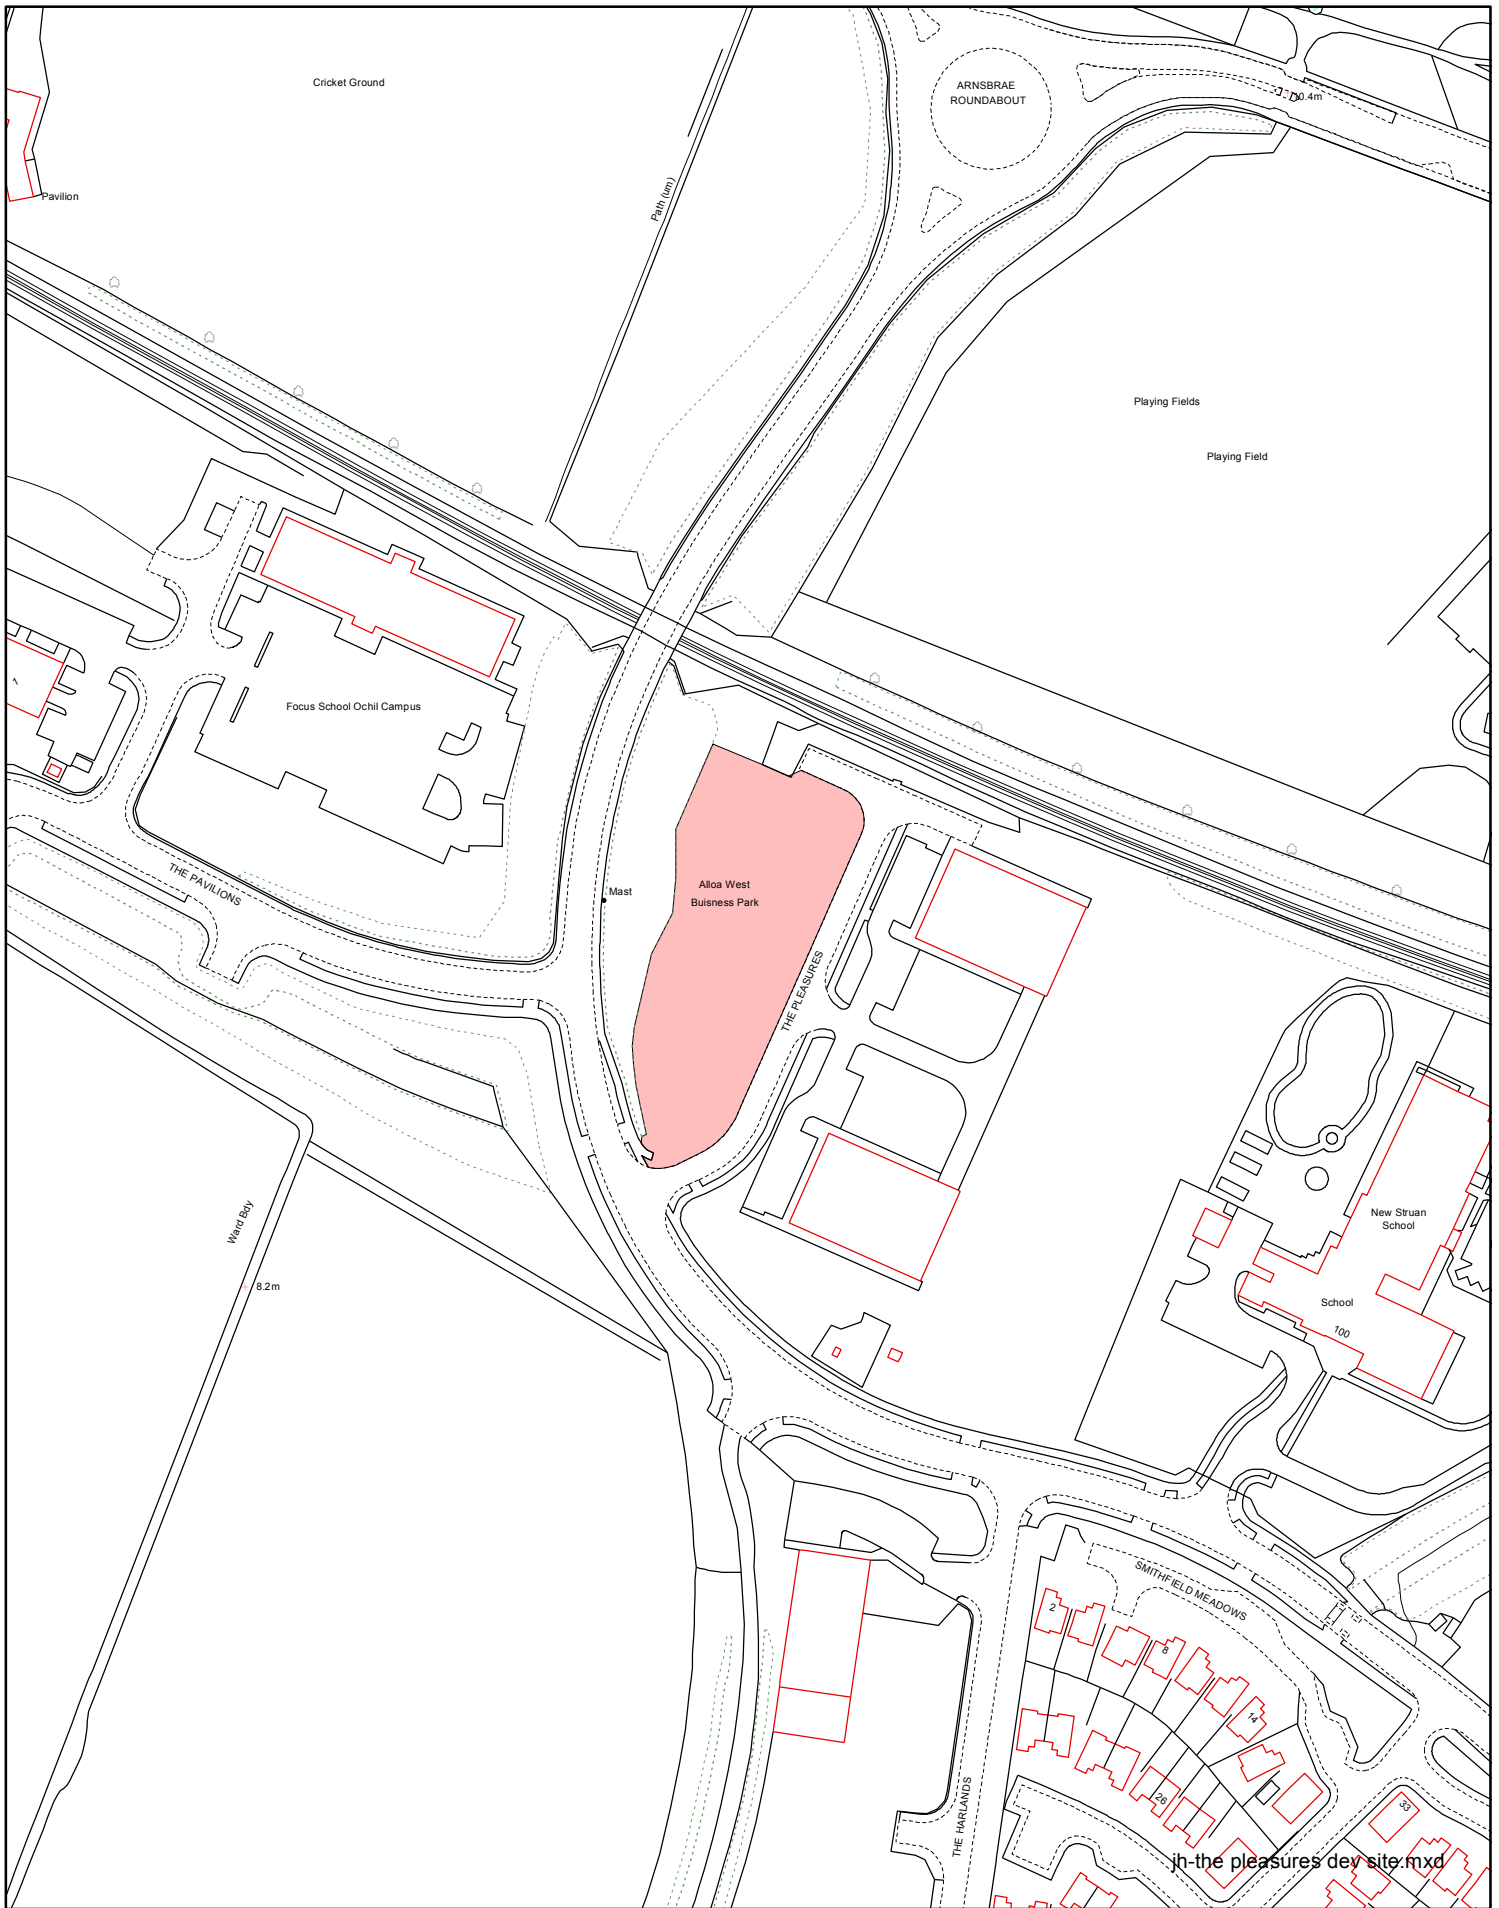 Cricket Ground
ARNSBRAE
ROUNDABOUT
10.4m
Pavilion
Path (um)
Playing Fields
Playing Field
7
Focus School Ochil Campus
THE PAVILIONS
Mast
Alloa West
Buisness Park
THE PLEASURES
Ward Bdy
8.2m
New Struan
School
School
100
SMITHFIELD MEADOWS
2
8
14
26
33
THE HARLANDS
jh-the pleasures dev site.mxd